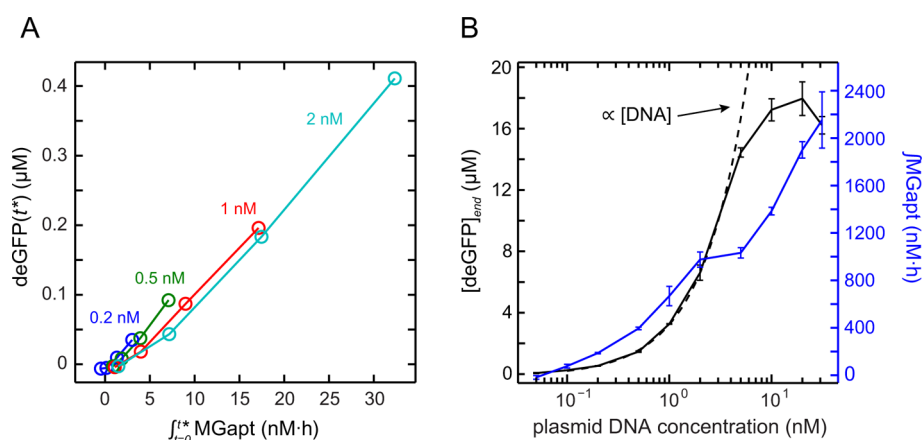 A
deGFP(t*) (μM)
0.4
0.3
0.2
0.1
0
0.2 nM
0.5 nM
1 nM
2 nM
0 5 10 15 20 25 30
∫t=0t* MGapt (nM·h)
B
[deGFP]end (μM)
20
16
12
8
4
0
∝ [DNA]
2400
2000
1600
1200
800
400
0
∫MGapt (nM·h)
10⁻¹ 10⁰ 10¹
plasmid DNA concentration (nM)